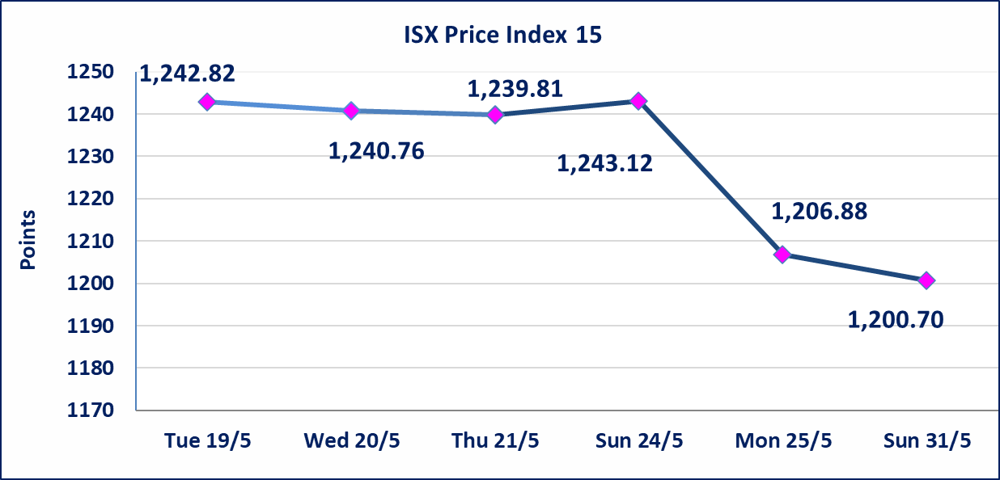 ISX Price Index 15
1250
1240
1230
1220
1210
1200
1190
1180
1170
Points
1,242.82
1,240.76
1,239.81
1,243.12
1,206.88
1,200.70
Tue 19/5
Wed 20/5
Thu 21/5
Sun 24/5
Mon 25/5
Sun 31/5